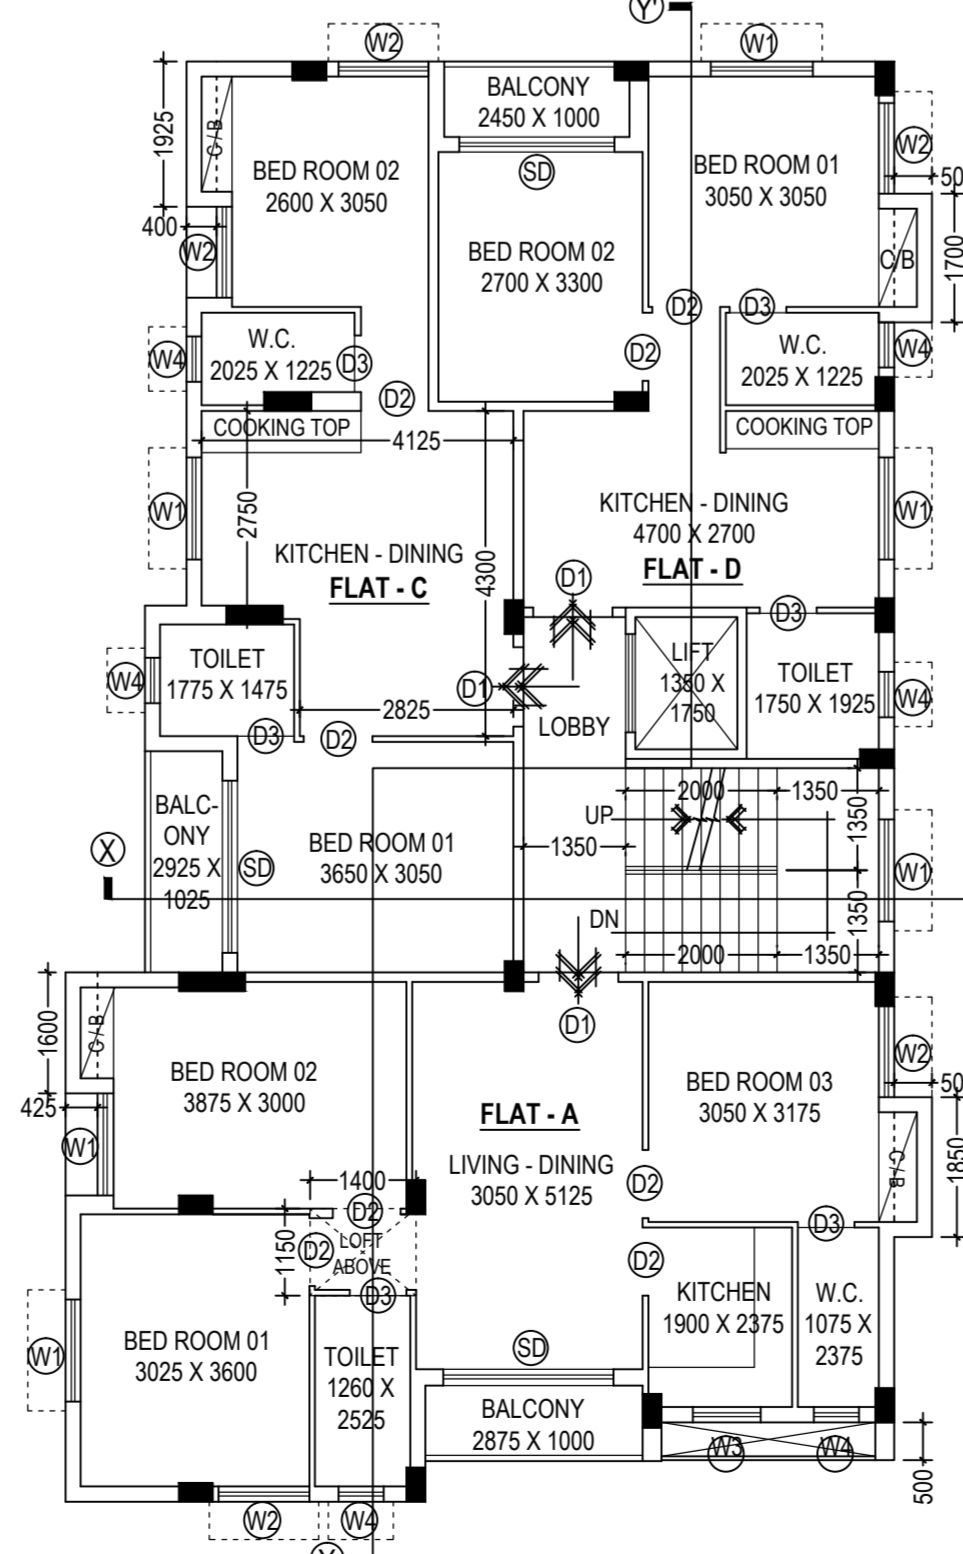 Y'
W2
W1
BALCONY
2450 X 1000
C/B
1925
BED ROOM 02
2600 X 3050
SD
BED ROOM 01
3050 X 3050
W2
50
400
W2
BED ROOM 02
2700 X 3300
C/B
1700
D2
D3
W4
W.C.
2025 X 1225
D3
D2
W.C.
2025 X 1225
W4
D2
COOKING TOP
4125
COOKING TOP
W1
2750
KITCHEN - DINING
4700 X 2700
FLAT - D
W1
KITCHEN - DINING
FLAT - C
4300
D1
D3
W4
TOILET
1775 X 1475
D1
LIFT
1350 X
1750
TOILET
1750 X 1925
W4
2825
LOBBY
D3
D2
2000
1350
1350
BALC-
ONY
2925 X
1025
UP
X
SD
BED ROOM 01
3650 X 3050
1350
W1
1350
DN
2000
1350
1600
C/B
D1
W2
50
BED ROOM 02
3875 X 3000
FLAT - A
BED ROOM 03
3050 X 3175
425
W1
LIVING - DINING
3050 X 5125
C/B
1850
1400
D2
D2
D3
1150
D2
LOFT
ABOVE
D2
D3
KITCHEN
1900 X 2375
W.C.
1075 X
2375
W1
BED ROOM 01
3025 X 3600
TOILET
1260 X
2525
SD
BALCONY
2875 X 1000
W3
W4
500
W2
W4